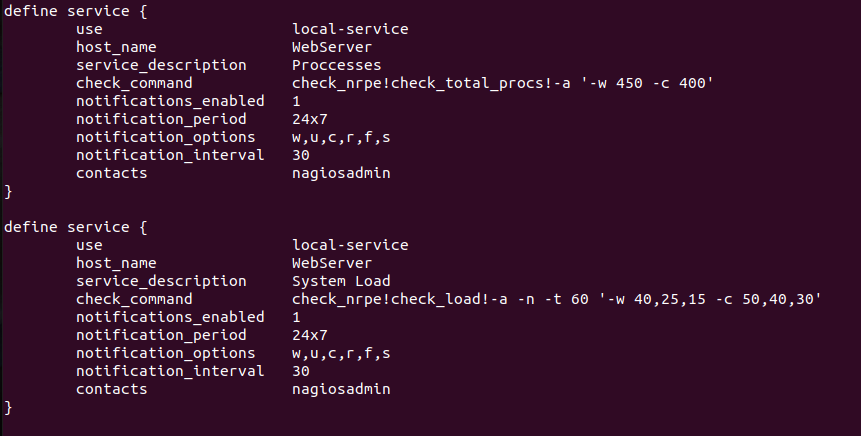 define service {
        use                     local-service
        host_name               WebServer
        service_description     Proccesses
        check_command           check_nrpe!check_total_procs!-a '-w 450 -c 400'
        notifications_enabled   1
        notification_period     24x7
        notification_options    w,u,c,r,f,s
        notification_interval   30
        contacts                nagiosadmin
}

define service {
        use                     local-service
        host_name               WebServer
        service_description     System Load
        check_command           check_nrpe!check_load!-a -n -t 60 '-w 40,25,15 -c 50,40,30'
        notifications_enabled   1
        notification_period     24x7
        notification_options    w,u,c,r,f,s
        notification_interval   30
        contacts                nagiosadmin
}